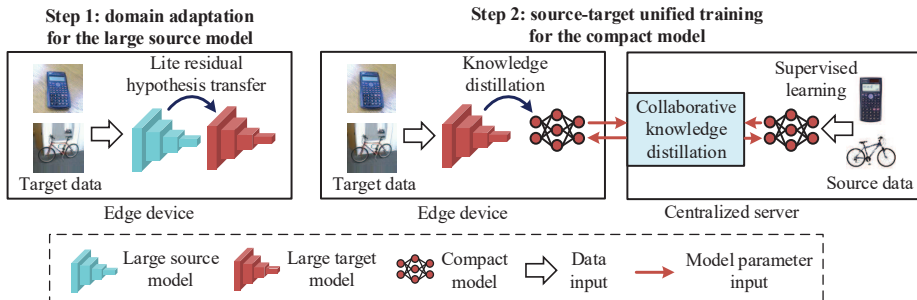 Step 1: domain adaptation
for the large source model
Step 2: source-target unified training
for the compact model
Lite residual
hypothesis transfer
Target data
Edge device
Knowledge
distillation
Target data
Edge device
Collaborative
knowledge
distillation
Supervised
learning
Source data
Centralized server
Large source
model
Large target
model
Compact
model
Data
input
Model parameter
input